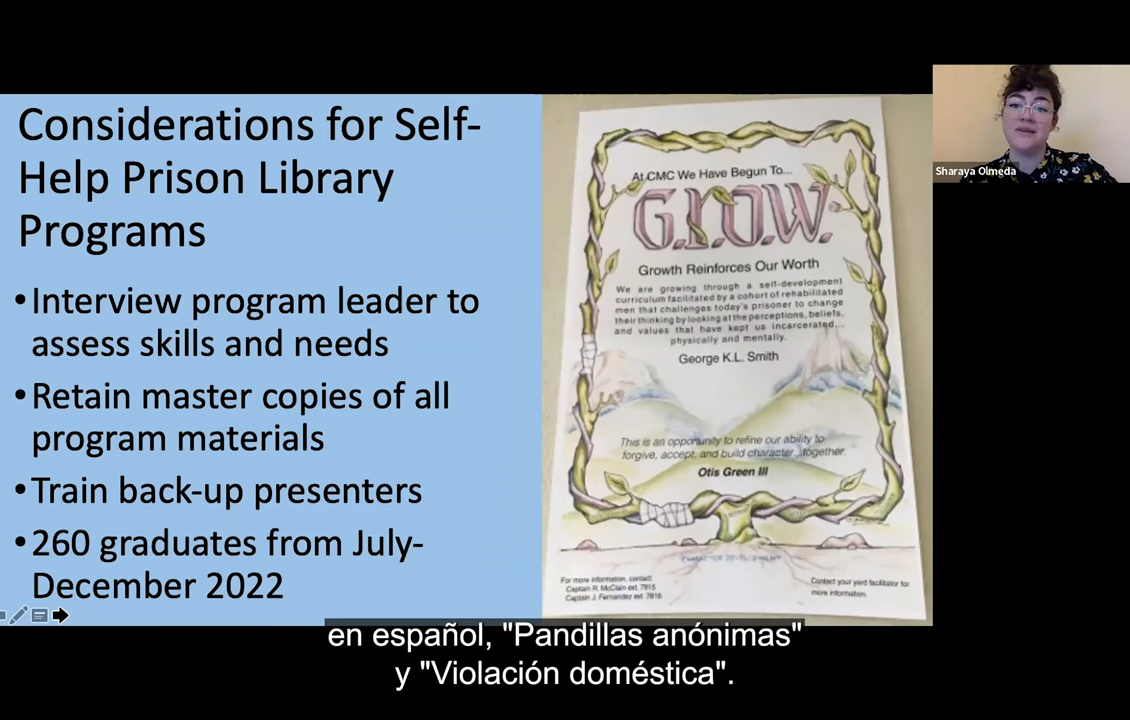 Considerations for Self-
Help Prison Library
Programs
•Interview program leader to
assess skills and needs
•Retain master copies of all
program materials
•Train back-up presenters
•260 graduates from July-
December 2022
At CMC We Have Begun To...
G.r.O.W.
Growth Reinforces Our Worth
We are growing through a self-development
curriculum facilitated by a cohort of rehabilitated
men that challenges today's prisoner to change
their thinking by looking at the perceptions, beliefs,
and values that have kept us incarcerated...
physically and mentally.
George K.L. Smith
This is an opportunity to refine our ability to
forgive, accept, and build character...together.
Otis Green III
CHARACTER DEVELOPMENT
For more information, contact:
Captain R. McClain ext. 7815
Captain J. Fernandez ext. 7816
Contact your yard facilitator for
more information.
Sharaya Olmeda
en español, "Pandillas anónimas"
y "Violación doméstica".